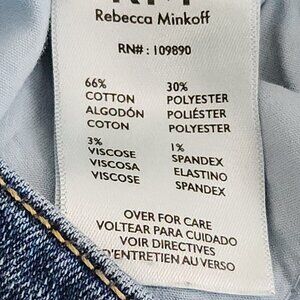 Rebecca Minkoff
RN#: 109890
66% 30%
COTTON POLYESTER
ALGODÓN POLIÉSTER
COTON POLYESTER
3% 1%
VISCOSE SPANDEX
VISCOSA ELASTINO
VISCOSE SPANDEX
OVER FOR CARE
VOLTEAR PARA CUIDADO
VOIR DIRECTIVES
D'ENTRETIEN AU VERSO